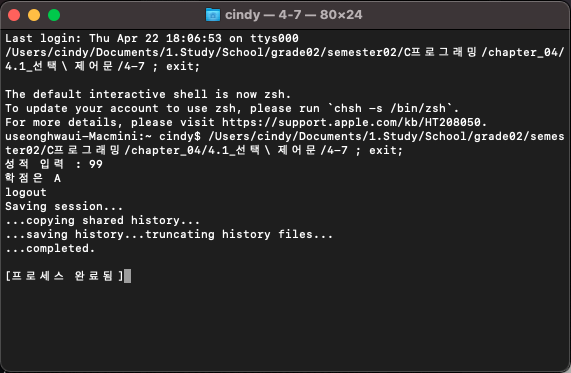 cindy — 4-7 — 80×24
Last login: Thu Apr 22 18:06:53 on ttys000
/Users/cindy/Documents/1.Study/School/grade02/semester02/C프로그래밍/chapter_04/
4.1_선택\ 제어문/4-7 ; exit;
The default interactive shell is now zsh.
To update your account to use zsh, please run `chsh -s /bin/zsh`.
For more details, please visit https://support.apple.com/kb/HT208050.
useonghwaui-Macmini:~ cindy$ /Users/cindy/Documents/1.Study/School/grade02/semes
ter02/C프로그래밍/chapter_04/4.1_선택\ 제어문/4-7 ; exit;
성적 입력 : 99
학점은 A
logout
Saving session...
...copying shared history...
...saving history...truncating history files...
...completed.
[프로세스 완료됨]